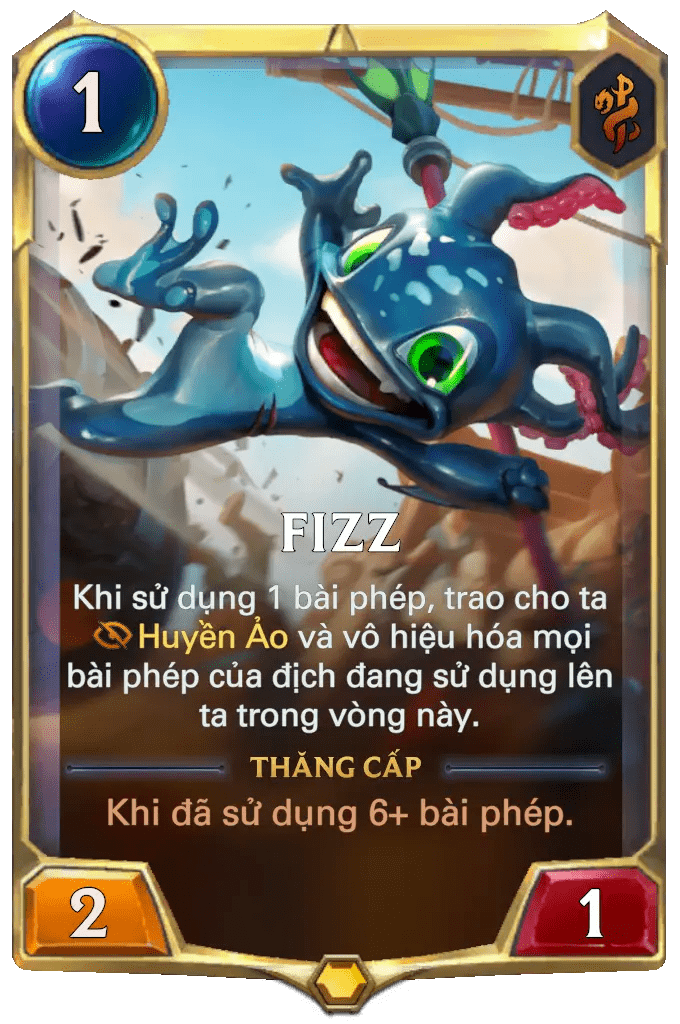 1
FIZZ
Khi sử dụng 1 bài phép, trao cho ta
Huyền Ảo và vô hiệu hóa mọi
bài phép của địch đang sử dụng lên
ta trong vòng này.
THĂNG CẤP
Khi đã sử dụng 6+ bài phép.
2
1